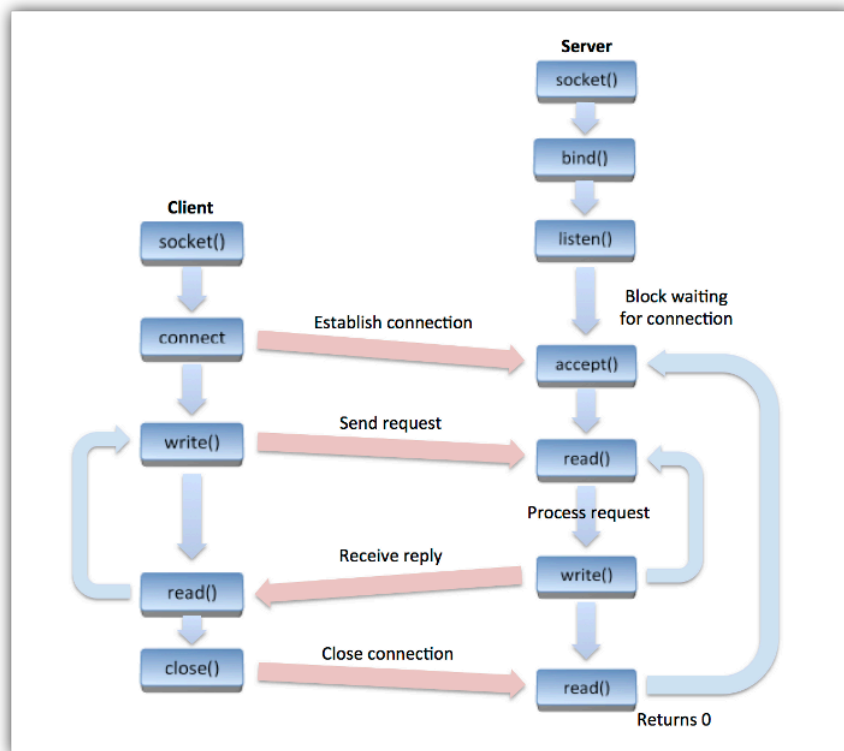 Server
socket()
bind()
Client
socket()
listen()
Block waiting
for connection
Establish connection
connect
accept()
Send request
write()
read()
Process request
Receive reply
read()
write()
Close connection
close()
read()
Returns 0